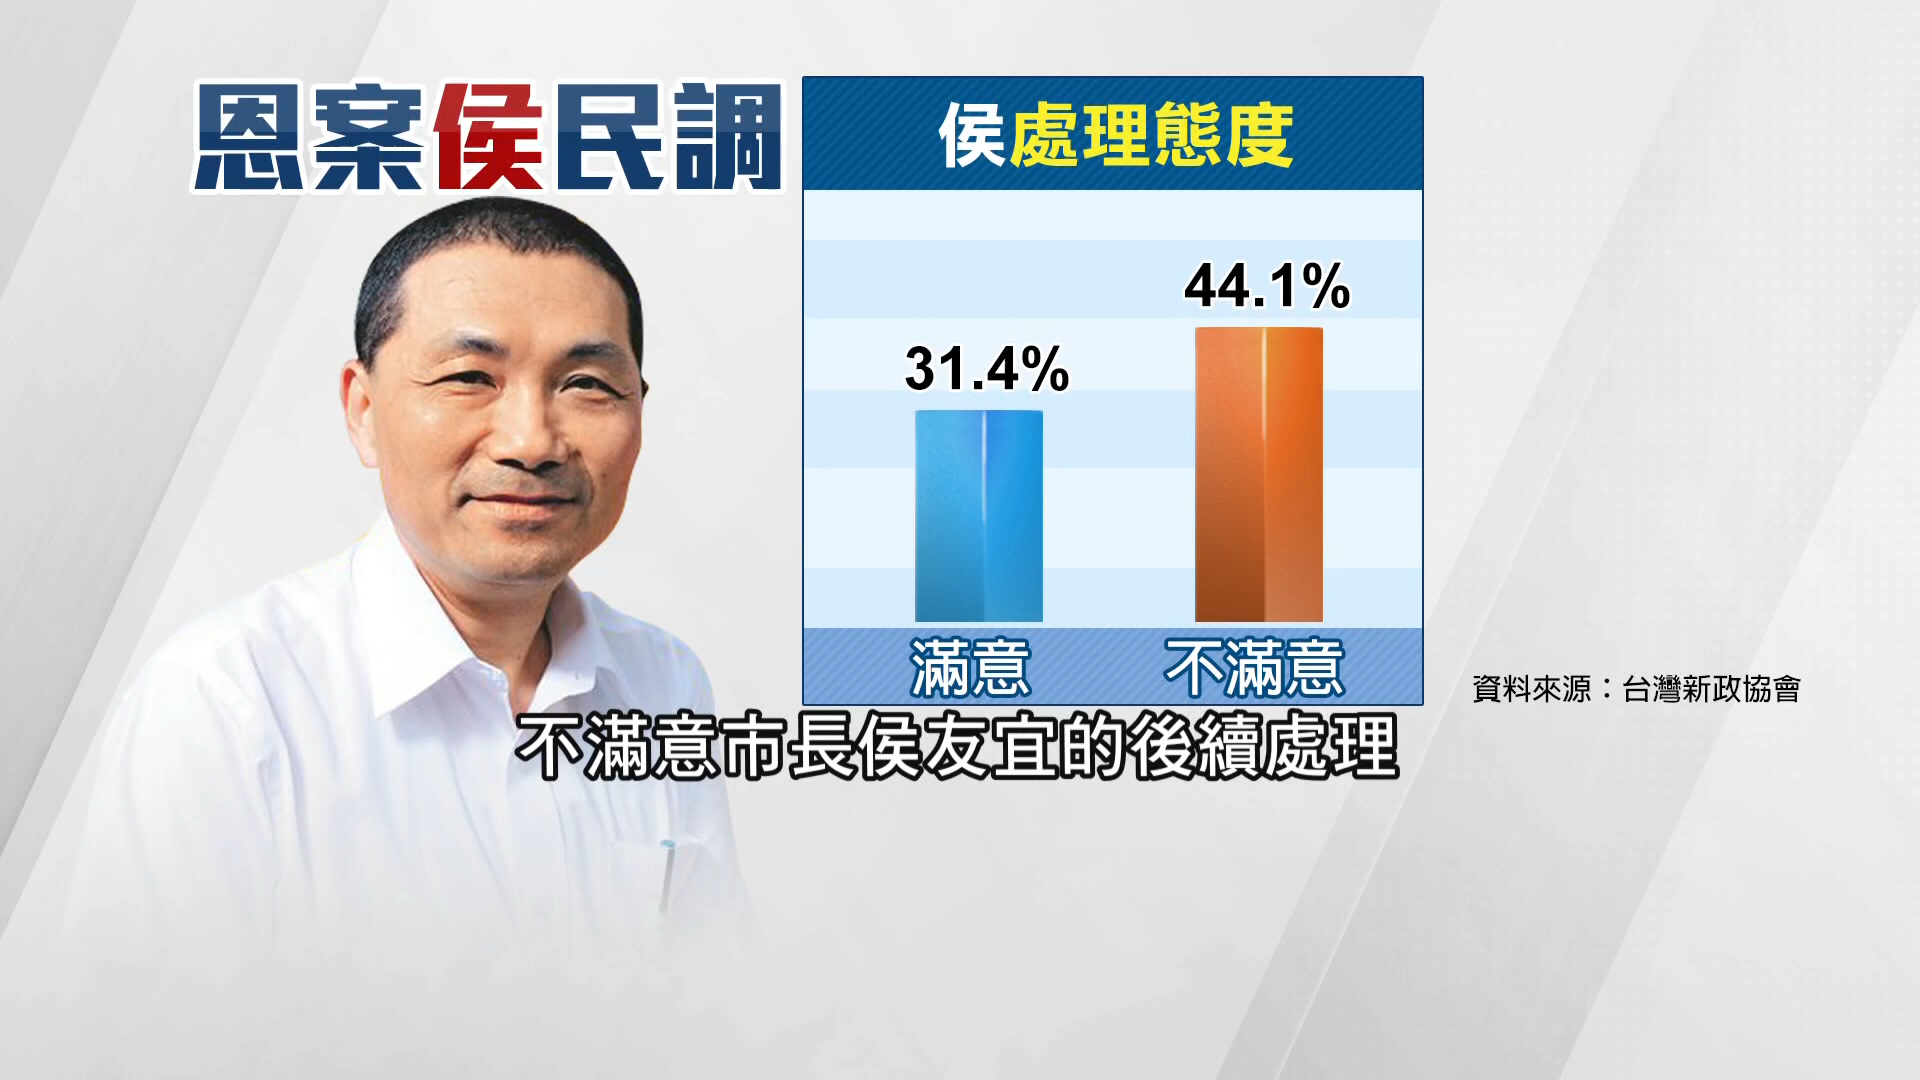 恩案侯民調
侯處理態度
44.1%
31.4%
滿意
不滿意
資料來源：台灣新政協會
不滿意市長侯友宜的後續處理